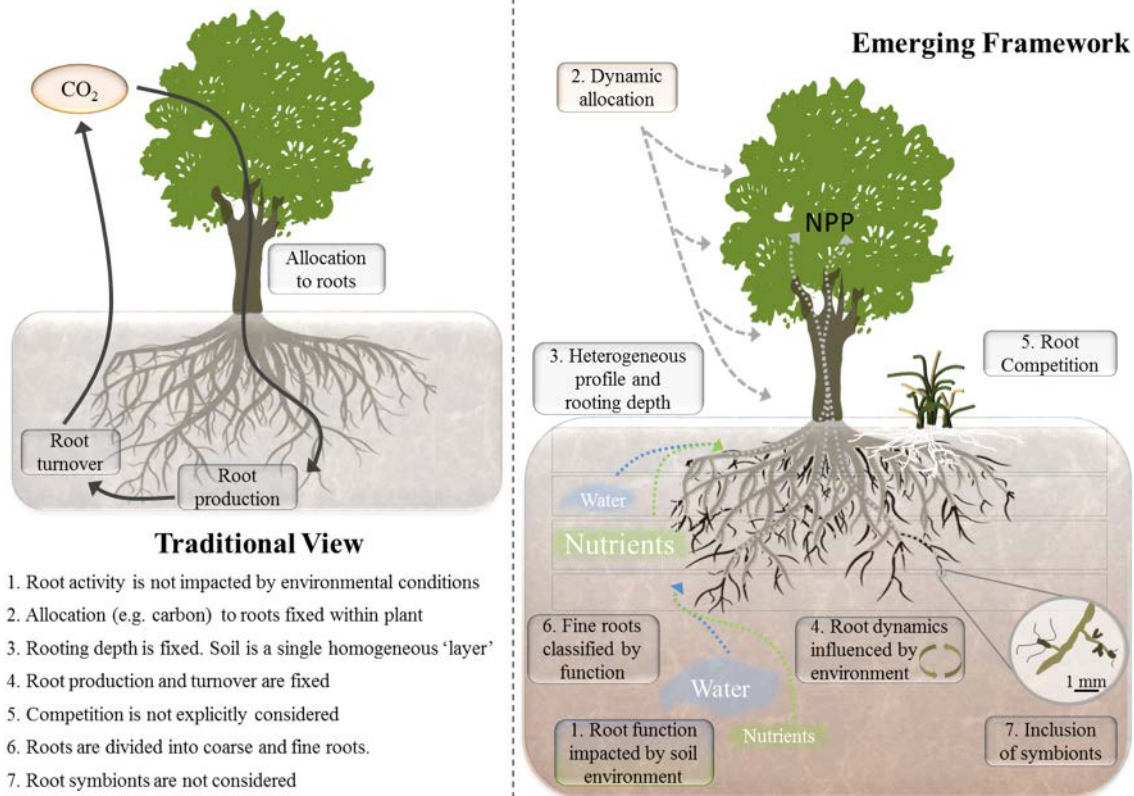 CO2
Allocation
to roots
Root
turnover
Root
production
Traditional View
1. Root activity is not impacted by environmental conditions
2. Allocation (e.g. carbon) to roots fixed within plant
3. Rooting depth is fixed. Soil is a single homogeneous ‘layer’
4. Root production and turnover are fixed
5. Competition is not explicitly considered
6. Roots are divided into coarse and fine roots.
7. Root symbionts are not considered
Emerging Framework
2. Dynamic
allocation
NPP
3. Heterogeneous
profile and
rooting depth
5. Root
Competition
Water
Nutrients
6. Fine roots
classified by
function
4. Root dynamics
influenced by
environment
1 mm
Water
Nutrients
1. Root function
impacted by soil
environment
7. Inclusion
of symbionts